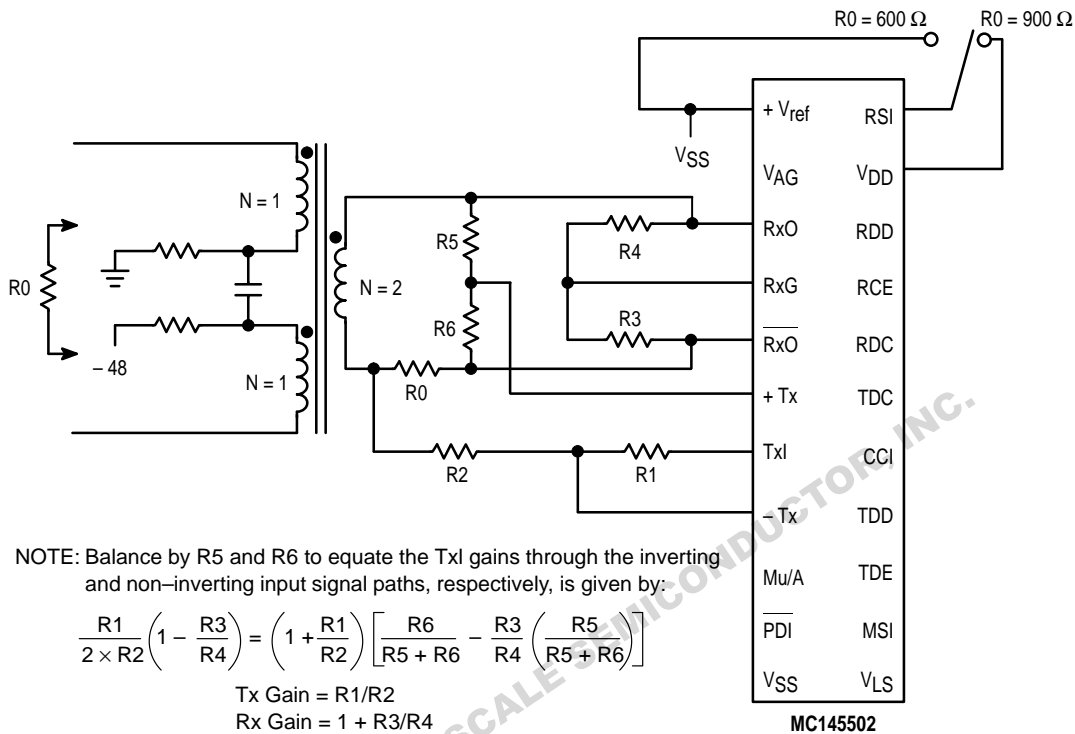 R0 = 600 Ω
R0 = 900 Ω
+ Vref
RSI
VSS
VAG
VDD
N = 1
R5
R4
RxO
RDD
R0
N = 2
RxG
RCE
R6
R3
RxO
RDC
– 48
N = 1
R0
+ Tx
TDC
TxI
CCI
R2
R1
– Tx
TDD
NOTE: Balance by R5 and R6 to equate the TxI gains through the inverting
and non–inverting input signal paths, respectively, is given by:
Mu/A
TDE
R1 / 2 × R2 (1 – R3 / R4) = (1 + R1 / R2) [R6 / R5 + R6 – R3 / R4 (R5 / R5 + R6)]
PDI
MSI
Tx Gain = R1/R2
VSS
VLS
Rx Gain = 1 + R3/R4
MC145502
SCALE SEMICONDUCTOR, INC.